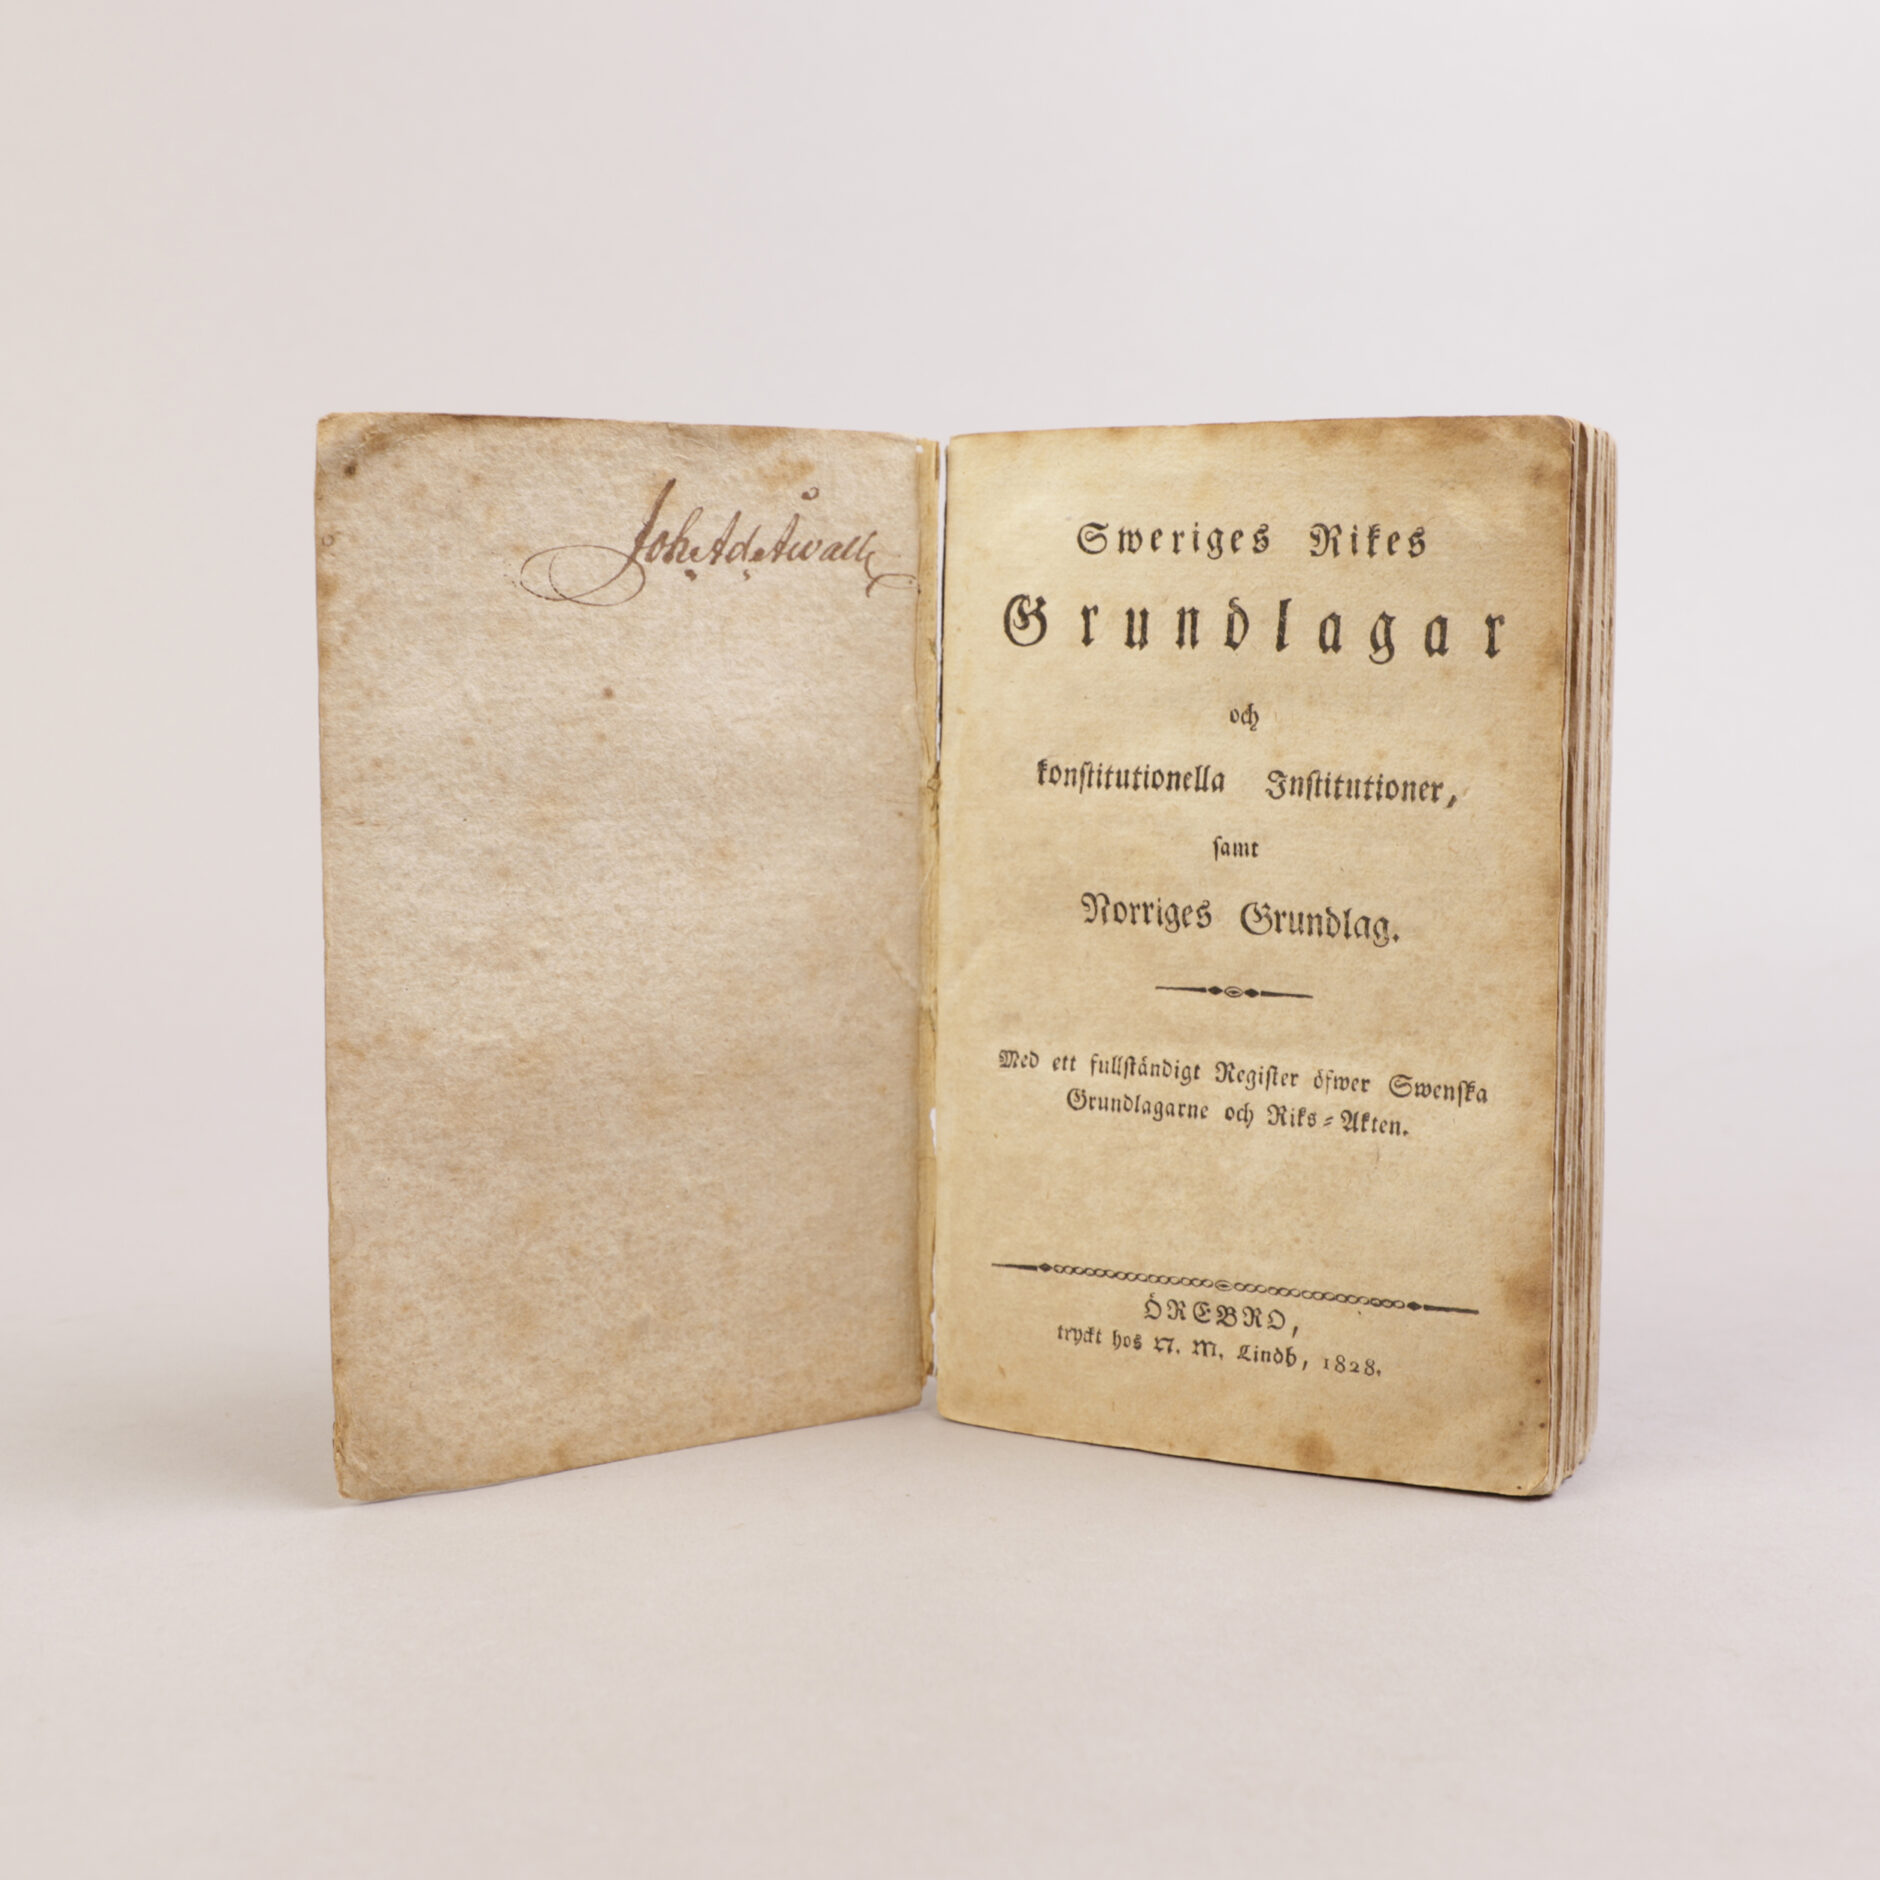 Joh. Ad. Åwall
Sweriges Rikes
Grundlagar
och
konstitutionella Institutioner,
samt
Norriges Grundlag.
Med ett fullständigt Register öfwer Swenska
Grundlagarne och Riks-Akten.
ÖREBRO,
tryckt hos N. M. Lindh, 1828.